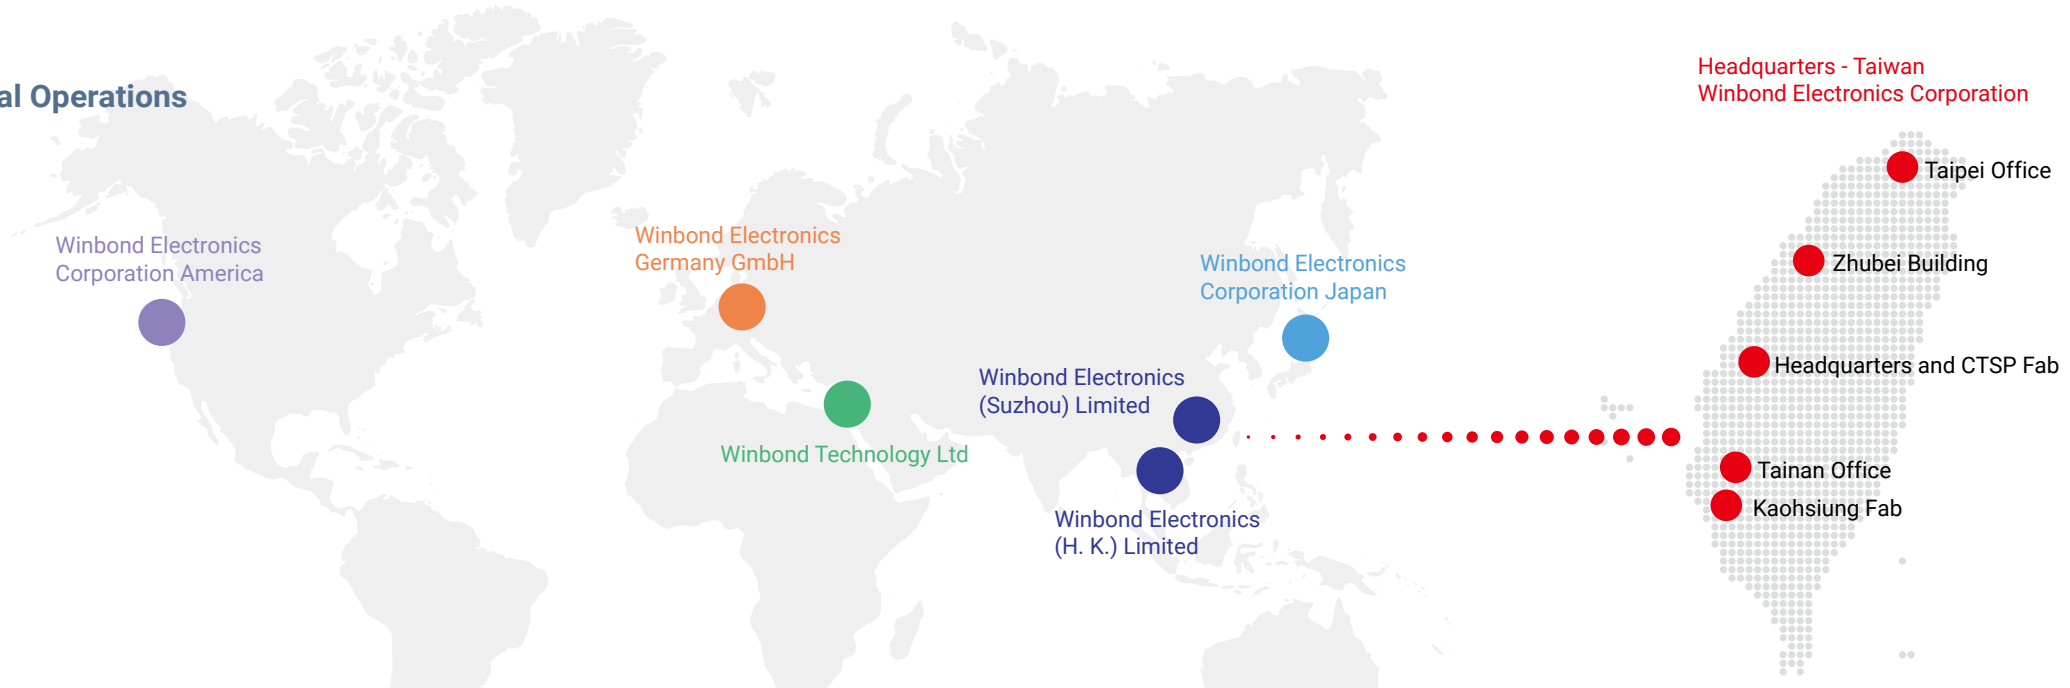 al Operations
Headquarters - Taiwan
Winbond Electronics Corporation
Taipei Office
Zhubei Building
Headquarters and CTSP Fab
Tainan Office
Kaohsiung Fab
Winbond Electronics
Corporation America
Winbond Electronics
Germany GmbH
Winbond Technology Ltd
Winbond Electronics
Corporation Japan
Winbond Electronics
(Suzhou) Limited
Winbond Electronics
(H. K.) Limited